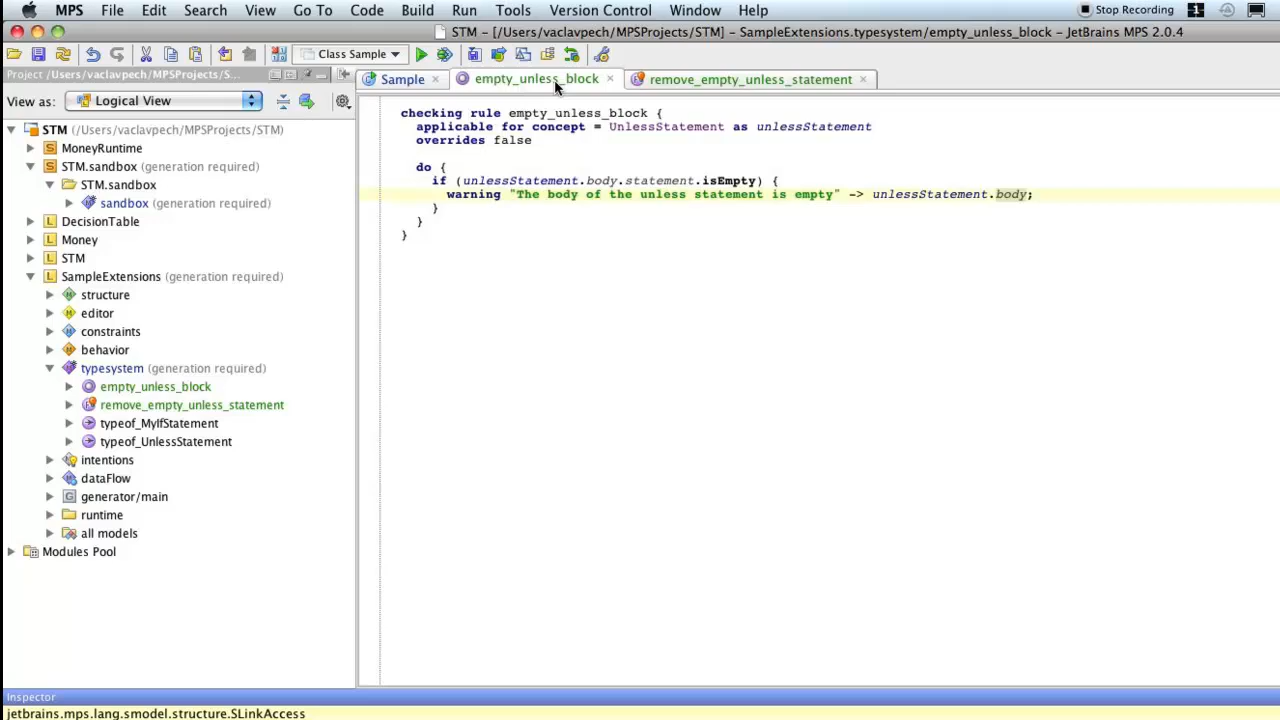 MPS File Edit Search View Go To Code Build Run Tools Version Control Window Help Stop Recording
STM - [/Users/vaclavpech/MPSProjects/STM] - SampleExtensions.typesystem/empty_unless_block - JetBrains MPS 2.0.4
Class Sample
Project /Users/vaclavpech/MPSProjects/S...
Sample empty_unless_block remove_empty_unless_statement
View as: Logical View
STM (/Users/vaclavpech/MPSProjects/STM)
MoneyRuntime
STM.sandbox (generation required)
STM.sandbox
sandbox (generation required)
DecisionTable
Money
STM
SampleExtensions (generation required)
structure
editor
constraints
behavior
typesystem (generation required)
empty_unless_block
remove_empty_unless_statement
typeof_MyIfStatement
typeof_UnlessStatement
intentions
dataFlow
generator/main
runtime
all models
Modules Pool
checking rule empty_unless_block {
applicable for concept = UnlessStatement as unlessStatement
overrides false
do {
if (unlessStatement.body.statement.isEmpty) {
warning "The body of the unless statement is empty" -> unlessStatement.body;
}
}
}
Inspector
jetbrains.mps.lang.smodel.structure.SLinkAccess